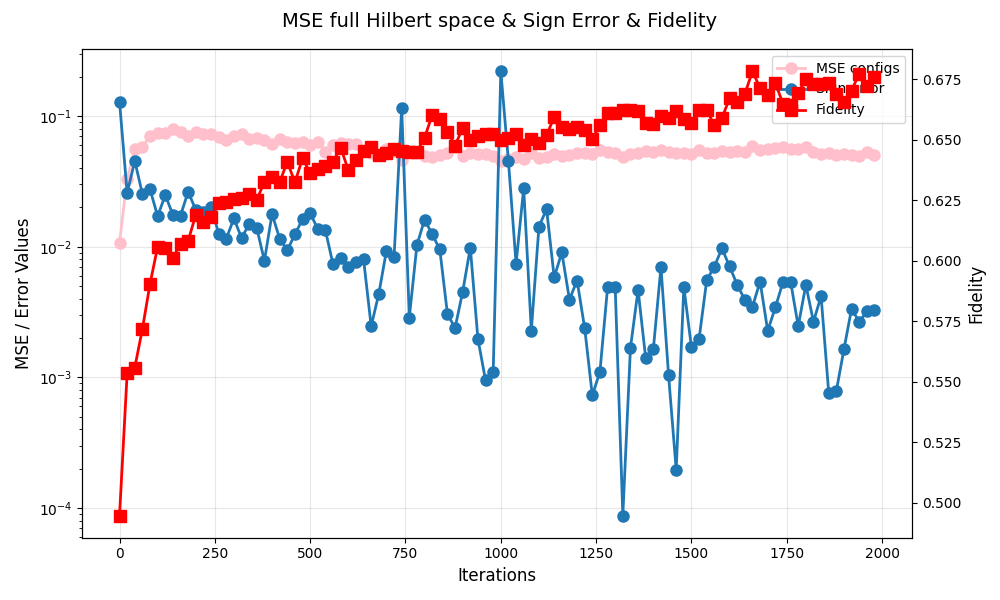 MSE full Hilbert space & Sign Error & Fidelity
MSE configs
Fidelity
10⁻¹
10⁻²
10⁻³
10⁻⁴
MSE / Error Values
0.675
0.650
0.625
0.600
0.575
0.550
0.525
0.500
Fidelity
0 250 500 750 1000 1250 1500 1750 2000
Iterations